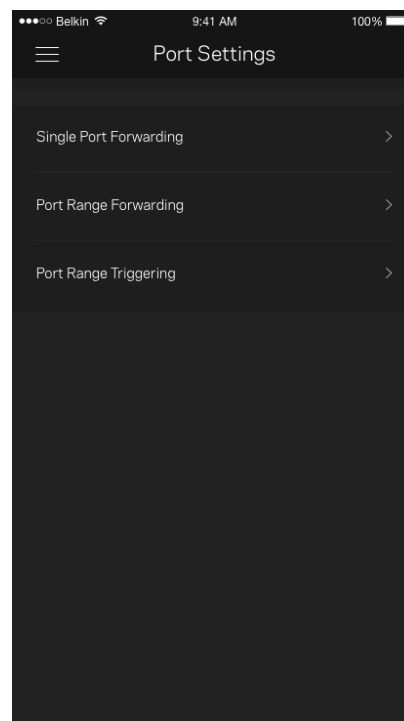 Belkin 9:41 AM 100%
Port Settings
Single Port Forwarding
Port Range Forwarding
Port Range Triggering